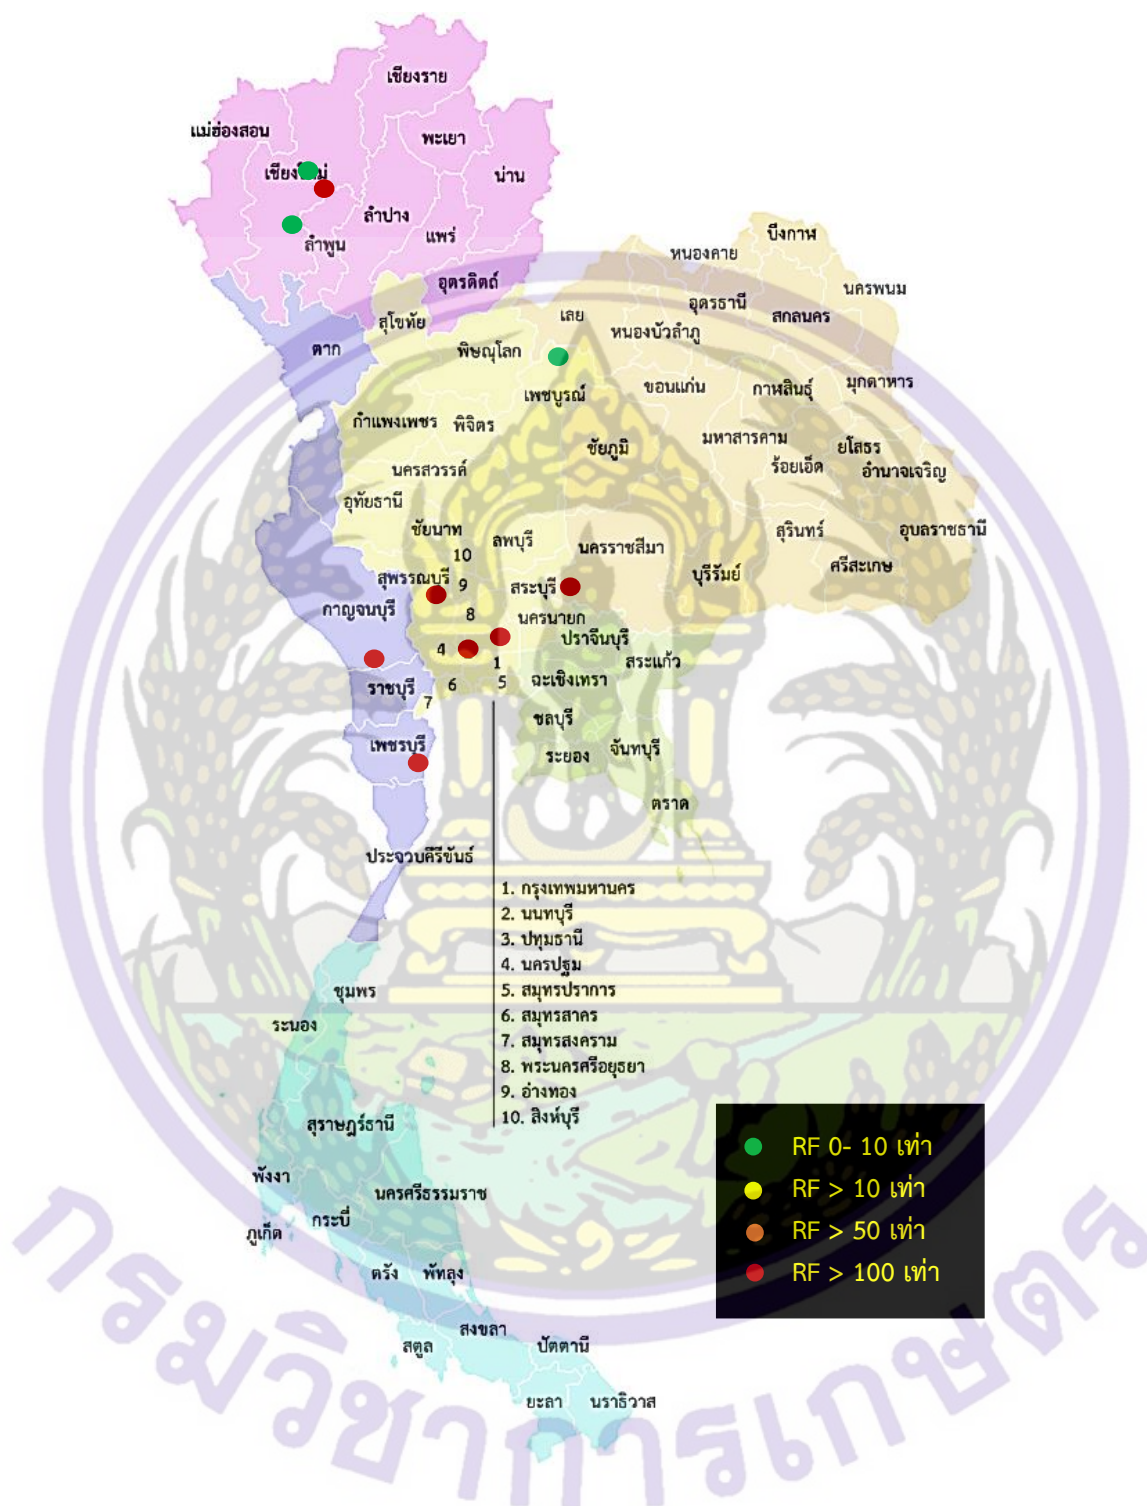 เชียงราย
แม่ฮ่องสอน
พะเยา
เชียงใหม่
น่าน
ลำปาง
ลำพูน
แพร่
บึงกาฬ
หนองคาย
อุตรดิตถ์
นครพนม
อุดรธานี
เลย
สกลนคร
สุโขทัย
หนองบัวลำภู
ตาก
พิษณุโลก
ขอนแก่น
กาฬสินธุ์
มุกดาหาร
เพชบูรณ์
กำแพงเพชร
พิจิตร
มหาสารคาม
ชัยภูมิ
ยโสธร
ร้อยเอ็ด
อำนาจเจริญ
นครสวรรค์
อุทัยธานี
ชัยนาท
ลพบุรี
สุรินทร์
อุบลราชธานี
นครราชสีมา
10
ศรีสะเกษ
บุรีรัมย์
สุพรรณบุรี
9
สระบุรี
กาญจนบุรี
8
นครนายก
ปราจีนบุรี
4
1
สระแก้ว
ราชบุรี
6
5
ฉะเชิงเทรา
7
ชลบุรี
เพชรบุรี
ระยอง
จันทบุรี
ตราด
ประจวบคีรีขันธ์
1. กรุงเทพมหานคร
2. นนทบุรี
3. ปทุมธานี
4. นครปฐม
5. สมุทรปราการ
6. สมุทรสาคร
7. สมุทรสงคราม
8. พระนครศรีอยุธยา
9. อ่างทอง
10. สิงห์บุรี
ชุมพร
ระนอง
สุราษฎร์ธานี
พังงา
นครศรีธรรมราช
กระบี่
ภูเก็ต
ตรัง
พัทลุง
สงขลา
สตูล
ปัตตานี
ยะลา
นราธิวาส
RF 0- 10 เท่า
RF > 10 เท่า
RF > 50 เท่า
RF > 100 เท่า
กรมวิชาการเกษตร